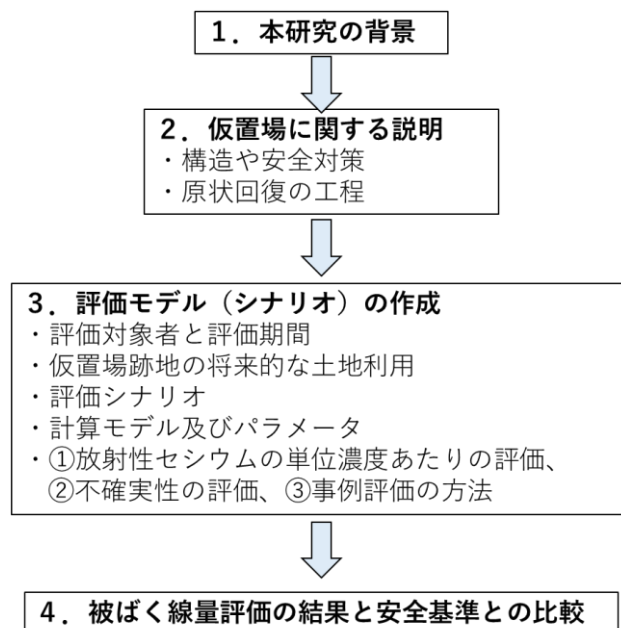 1．本研究の背景
2．仮置場に関する説明
・構造や安全対策
・原状回復の工程
3．評価モデル（シナリオ）の作成
・評価対象者と評価期間
・仮置場跡地の将来的な土地利用
・評価シナリオ
・計算モデル及びパラメータ
・①放射性セシウムの単位濃度あたりの評価、
②不確実性の評価、③事例評価の方法
4．被ばく線量評価の結果と安全基準との比較